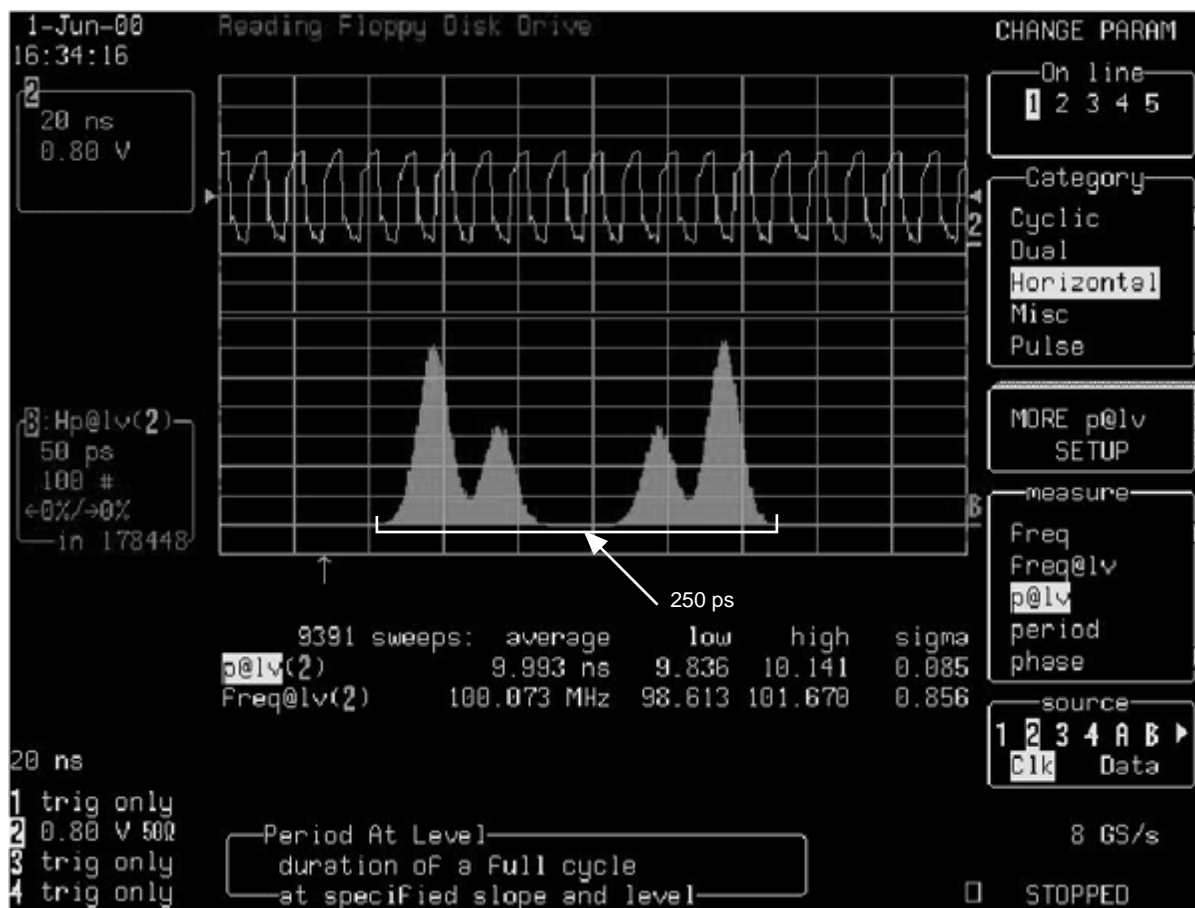 1-Jun-00
16:34:16
Reading Floppy Disk Drive
2
20 ns
0.80 V
2
B:Hp@lv(2)
50 ps
100 #
←0%/→0%
in 178448
B
↑
250 ps
9391 sweeps: average low high sigma
p@lv(2) 9.993 ns 9.836 10.141 0.085
freq@lv(2) 100.073 MHz 98.613 101.670 0.856
20 ns
1 trig only
2 0.80 V 50Ω
3 trig only
4 trig only
Period At Level
duration of a full cycle
at specified slope and level
CHANGE PARAM
On line
1 2 3 4 5
Category
Cyclic
Dual
Horizontal
Misc
Pulse
MORE p@lv
SETUP
measure
freq
freq@lv
p@lv
period
phase
source
1 2 3 4 A B
Clk Data
8 GS/s
STOPPED